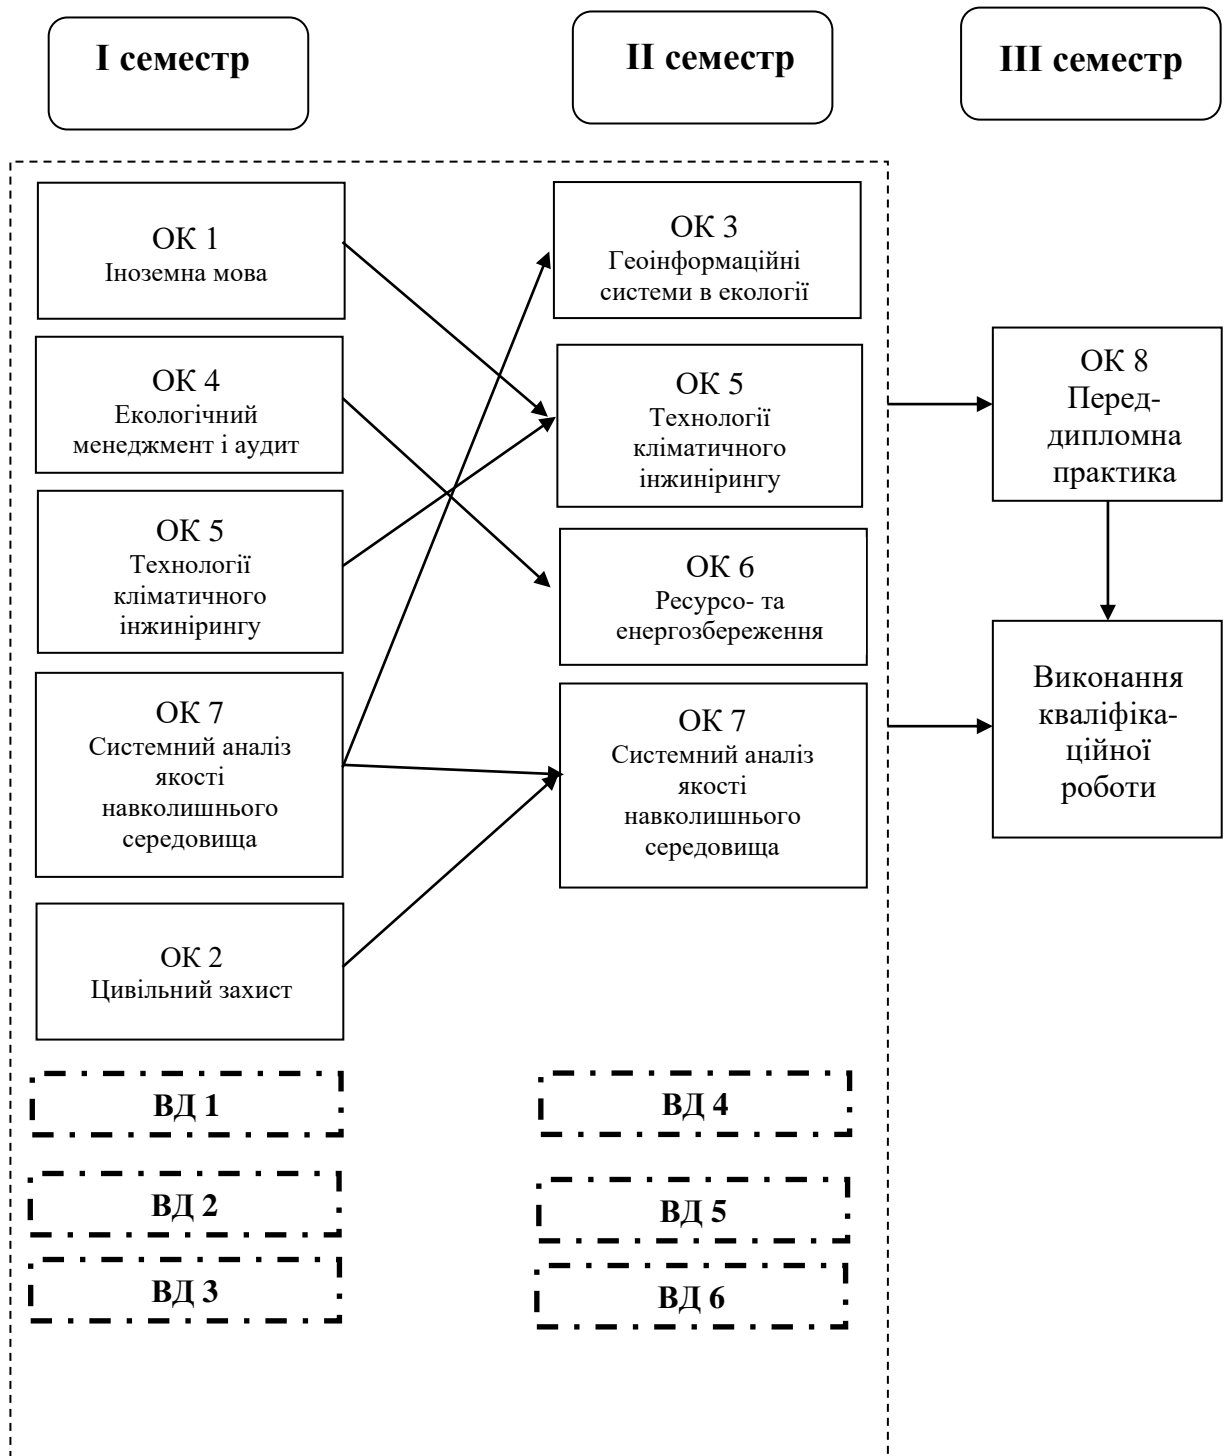 І семестр
ІІ семестр
ІІІ семестр
ОК 1
Іноземна мова
ОК 4
Екологічний
менеджмент і аудит
ОК 5
Технології
кліматичного
інжинірингу
ОК 7
Системний аналіз
якості
навколишнього
середовища
ОК 2
Цивільний захист
ВД 1
ВД 2
ВД 3
ОК 3
Геоінформаційні
системи в екології
ОК 5
Технології
кліматичного
інжинірингу
ОК 6
Ресурсо- та
енергозбереження
ОК 7
Системний аналіз
якості
навколишнього
середовища
ВД 4
ВД 5
ВД 6
ОК 8
Перед-
дипломна
практика
Виконання
кваліфіка-
ційної
роботи